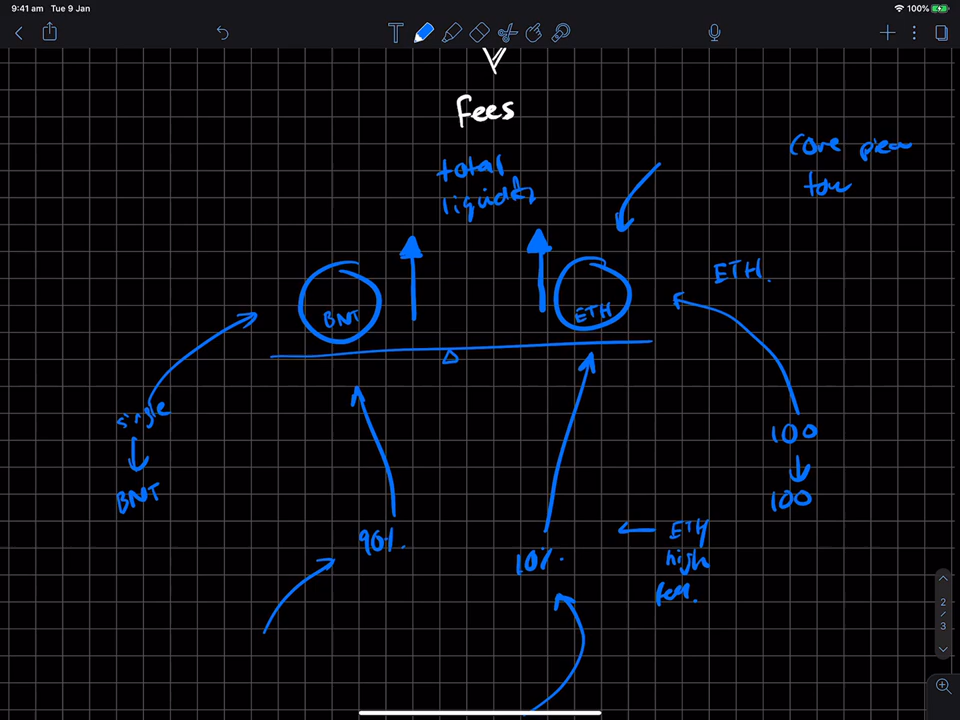 9:41 am Tue 9 Jan
100%
T
Fees
total
liquidity
Core piece
ETH.
BNT
ETH
single
BNT
100
100
90%.
10%.
ETH
high
fees.
2
/
3